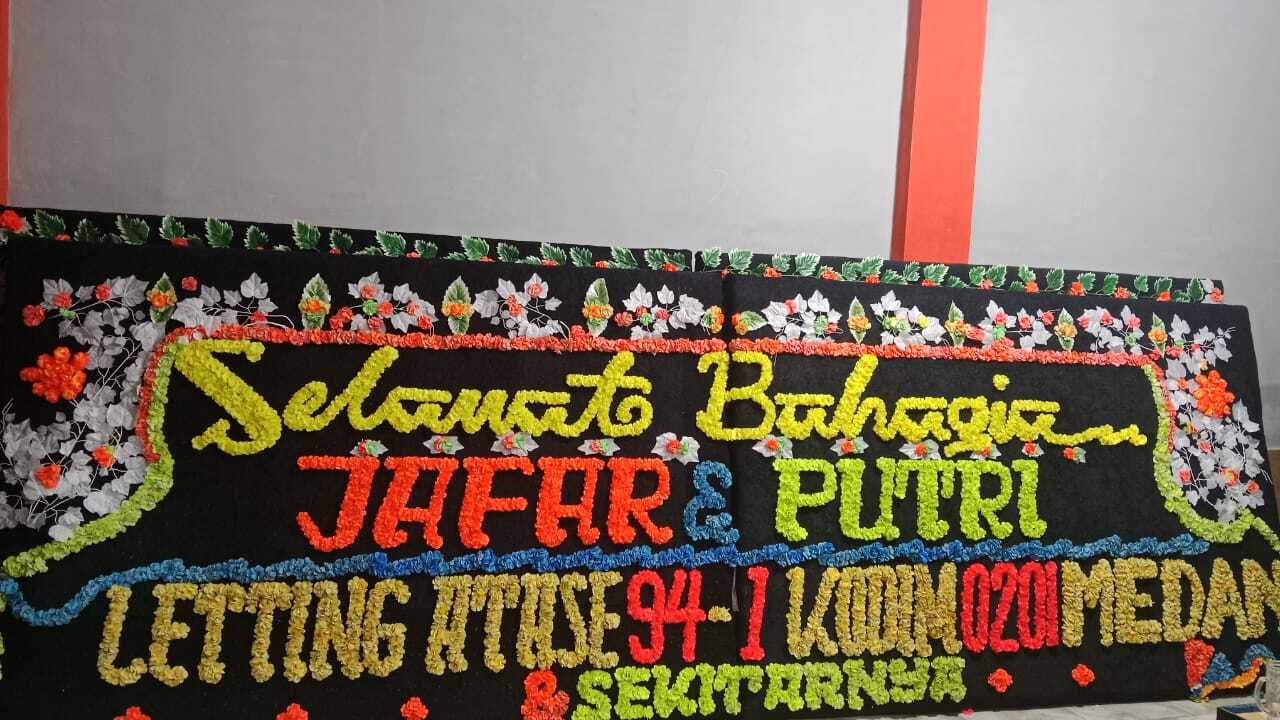 Selamat Bahagia
JAFAR & PUTRI
LETTING ATASE 94-1 KODIM 0201 MEDAN
& SEKITARNYA